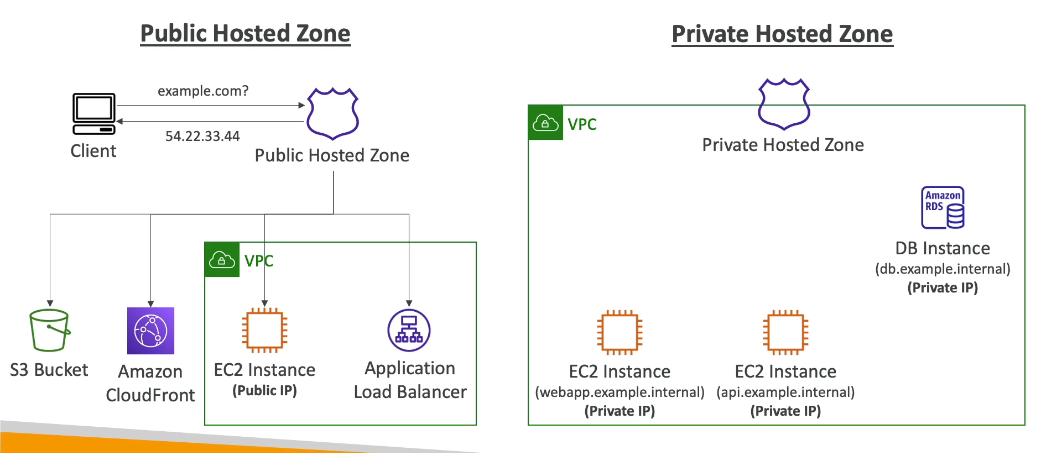 Public Hosted Zone
example.com?
54.22.33.44
Client
Public Hosted Zone
VPC
S3 Bucket
Amazon
CloudFront
EC2 Instance
(Public IP)
Application
Load Balancer
Private Hosted Zone
VPC
Private Hosted Zone
Amazon
RDS
DB Instance
(db.example.internal)
(Private IP)
EC2 Instance
(webapp.example.internal)
(Private IP)
EC2 Instance
(api.example.internal)
(Private IP)